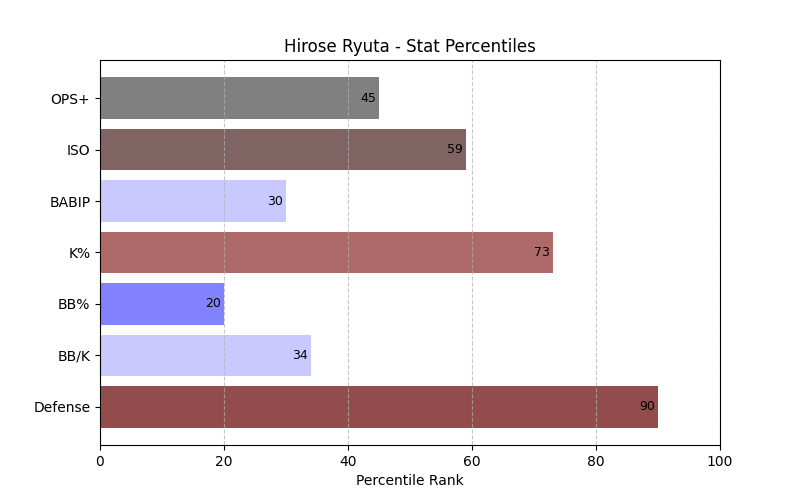 Hirose Ryuta - Stat Percentiles
OPS+ 45
ISO 59
BABIP 30
K% 73
BB% 20
BB/K 34
Defense 90
0 20 40 60 80 100
Percentile Rank